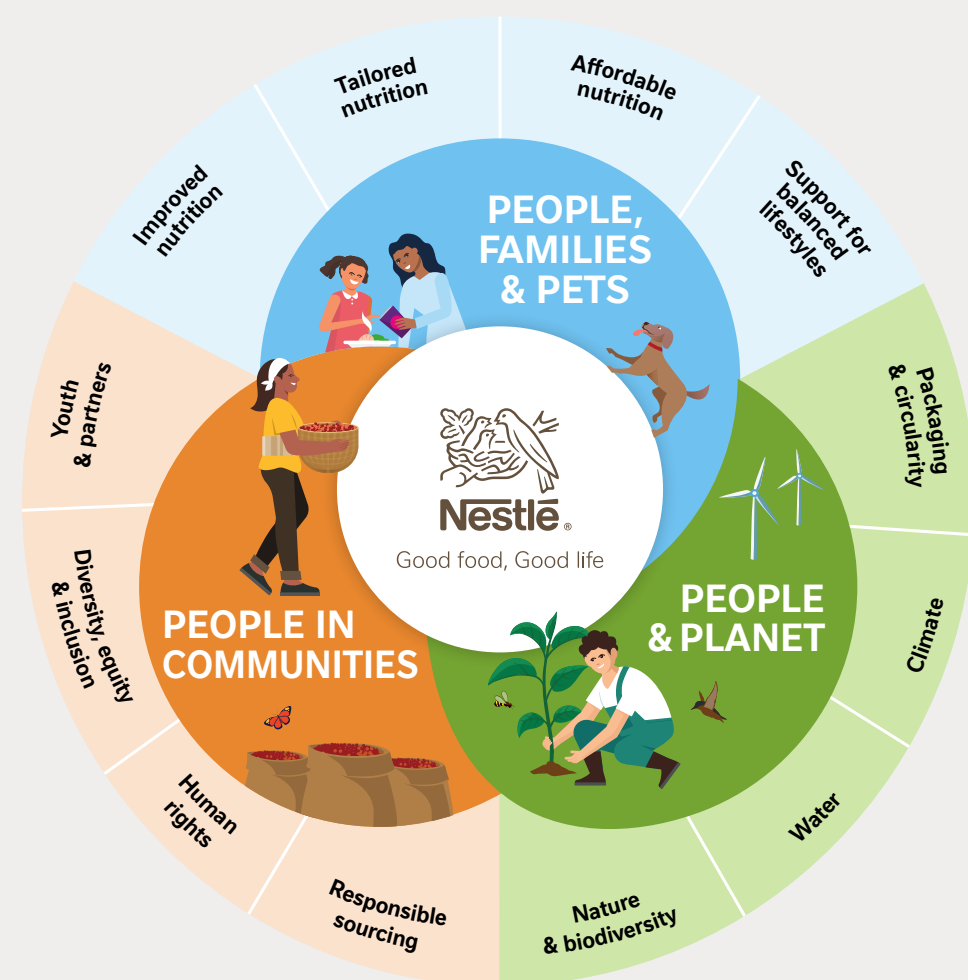 Tailored
nutrition
Affordable
nutrition
Support for
balanced
lifestyles
Improved
nutrition
PEOPLE,
FAMILIES
& PETS
Youth
& partners
Packaging
& circularity
Nestlé®
Good food, Good life
Diversity, equity
& inclusion
PEOPLE IN
COMMUNITIES
PEOPLE
& PLANET
Climate
Human
rights
Water
Responsible
sourcing
Nature
& biodiversity